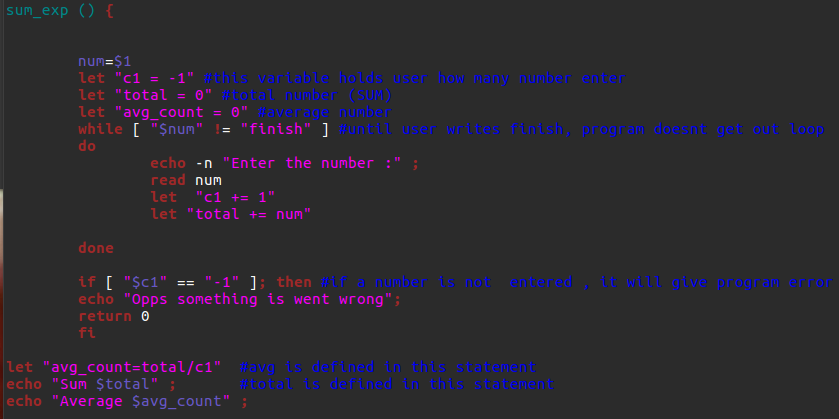 sum_exp () {
num=$1
let "c1 = -1" #this variable holds user how many number enter
let "total = 0" #total number (SUM)
let "avg_count = 0" #average number
while [ "$num" != "finish" ] #until user writes finish, program doesnt get out loop
do
echo -n "Enter the number :" ;
read num
let  "c1 += 1"
let "total += num"
done
if [ "$c1" == "-1" ]; then #if a number is not  entered , it will give program error
echo "Opps something is went wrong";
return 0
fi
let "avg_count=total/c1"  #avg is defined in this statement
echo "Sum $total" ;       #total is defined in this statement
echo "Average $avg_count" ;